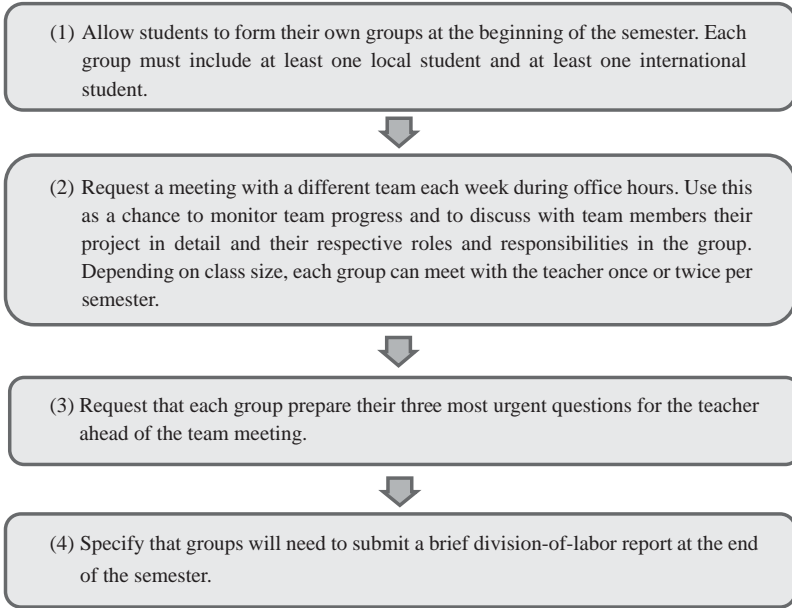 (1) Allow students to form their own groups at the beginning of the semester. Each
group must include at least one local student and at least one international
student.
(2) Request a meeting with a different team each week during office hours. Use this
as a chance to monitor team progress and to discuss with team members their
project in detail and their respective roles and responsibilities in the group.
Depending on class size, each group can meet with the teacher once or twice per
semester.
(3) Request that each group prepare their three most urgent questions for the teacher
ahead of the team meeting.
(4) Specify that groups will need to submit a brief division-of-labor report at the end
of the semester.